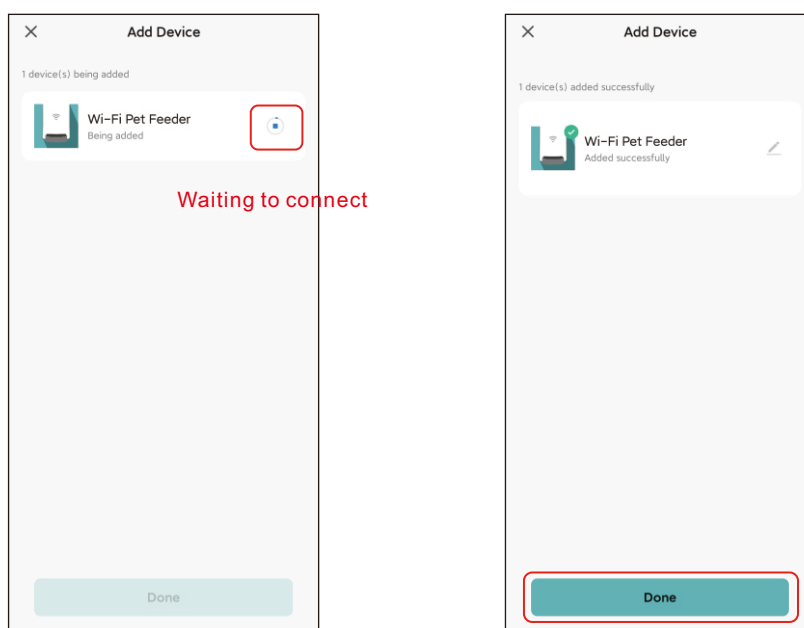 Add Device
1 device(s) being added
Wi-Fi Pet Feeder
Being added
Waiting to connect
Done
Add Device
1 device(s) added successfully
Wi-Fi Pet Feeder
Added successfully
Done